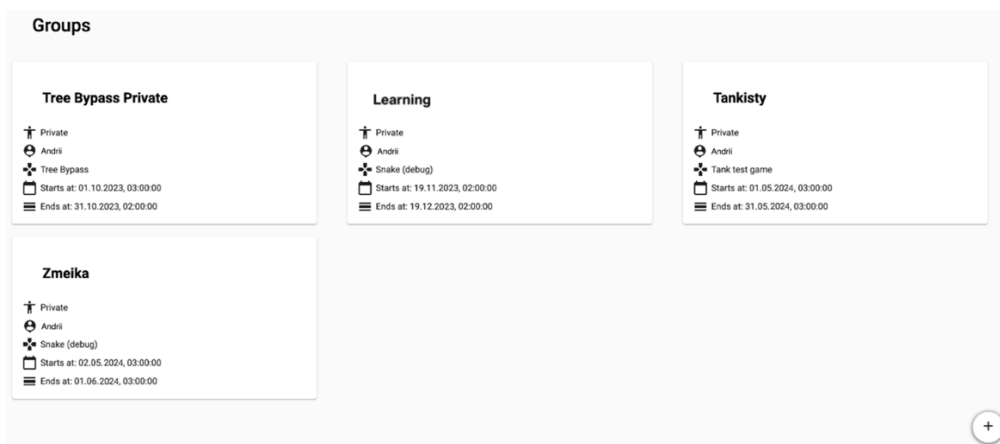 Groups
Tree Bypass Private
Private
Andrii
Tree Bypass
Starts at: 01.10.2023, 03:00:00
Ends at: 31.10.2023, 02:00:00
Learning
Private
Andrii
Snake (debug)
Starts at: 19.11.2023, 02:00:00
Ends at: 19.12.2023, 02:00:00
Tankisty
Private
Andrii
Tank test game
Starts at: 01.05.2024, 03:00:00
Ends at: 31.05.2024, 03:00:00
Zmeika
Private
Andrii
Snake (debug)
Starts at: 02.05.2024, 03:00:00
Ends at: 01.06.2024, 03:00:00
+